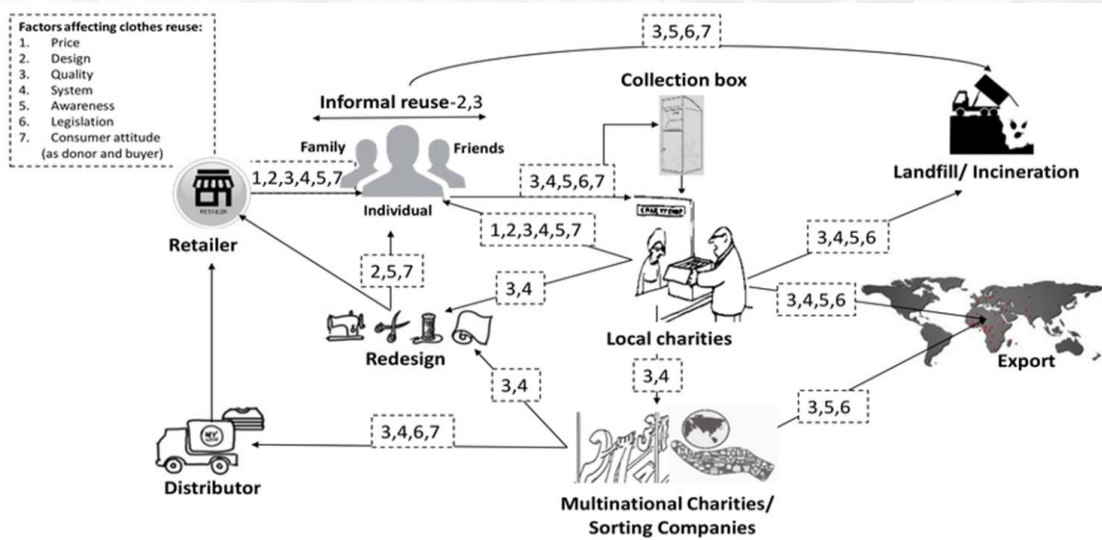 Factors affecting clothes reuse:
1. Price
2. Design
3. Quality
4. System
5. Awareness
6. Legislation
7. Consumer attitude
(as donor and buyer)
3,5,6,7
Collection box
Informal reuse-2,3
Family
Friends
Landfill/ Incineration
1,2,3,4,5,7
RETAILER
Individual
3,4,5,6,7
Retailer
1,2,3,4,5,7
3,4,5,6
2,5,7
3,4
3,4,5,6
Redesign
Local charities
Export
3,4
3,4
3,5,6
3,4,6,7
Distributor
Multinational Charities/
Sorting Companies